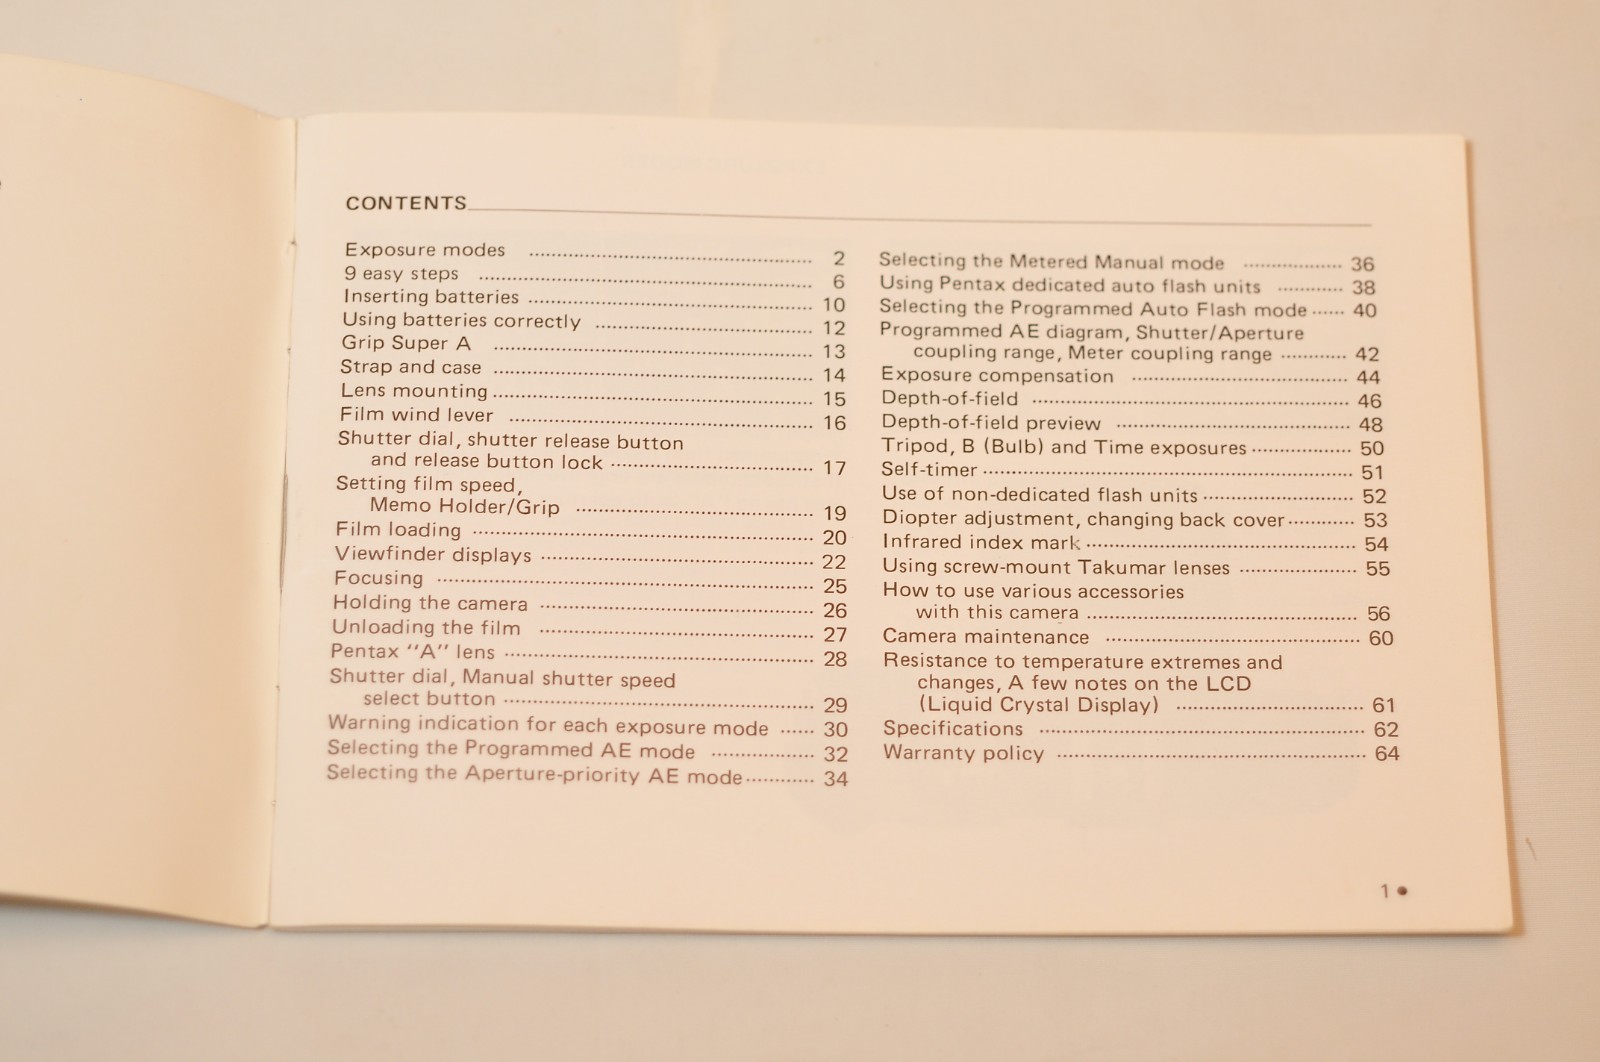 CONTENTS
Exposure modes ........ 2
9 easy steps ........ 6
Inserting batteries ........ 10
Using batteries correctly ........ 12
Grip Super A ........ 13
Strap and case ........ 14
Lens mounting ........ 15
Film wind lever ........ 16
Shutter dial, shutter release button
and release button lock ........ 17
Setting film speed,
Memo Holder/Grip ........ 19
Film loading ........ 20
Viewfinder displays ........ 22
Focusing ........ 25
Holding the camera ........ 26
Unloading the film ........ 27
Pentax "A" lens ........ 28
Shutter dial, Manual shutter speed
select button ........ 29
Warning indication for each exposure mode ...... 30
Selecting the Programmed AE mode ........ 32
Selecting the Aperture-priority AE mode ........ 34
Selecting the Metered Manual mode ........ 36
Using Pentax dedicated auto flash units ........ 38
Selecting the Programmed Auto Flash mode ...... 40
Programmed AE diagram, Shutter/Aperture
coupling range, Meter coupling range ........ 42
Exposure compensation ........ 44
Depth-of-field ........ 46
Depth-of-field preview ........ 48
Tripod, B (Bulb) and Time exposures ........ 50
Self-timer ........ 51
Use of non-dedicated flash units ........ 52
Diopter adjustment, changing back cover ........ 53
Infrared index mark ........ 54
Using screw-mount Takumar lenses ........ 55
How to use various accessories
with this camera ........ 56
Camera maintenance ........ 60
Resistance to temperature extremes and
changes, A few notes on the LCD
(Liquid Crystal Display) ........ 61
Specifications ........ 62
Warranty policy ........ 64
1 •